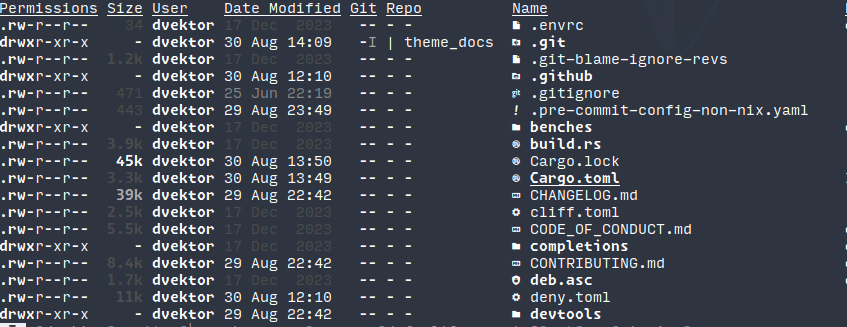 Permissions Size User Date Modified Git Repo Name
.rw-r--r-- 34 dvektor 17 Dec 2023 -- - - .envrc
drwxr-xr-x - dvektor 30 Aug 14:09 -I | theme_docs .git
.rw-r--r-- 1.2k dvektor 17 Dec 2023 -- - - .git-blame-ignore-revs
drwxr-xr-x - dvektor 30 Aug 12:10 -- - - .github
.rw-r--r-- 471 dvektor 25 Jun 22:19 -- - - .gitignore
.rw-r--r-- 443 dvektor 29 Aug 23:49 -- - - .pre-commit-config-non-nix.yaml
drwxr-xr-x - dvektor 17 Dec 2023 -- - - benches
.rw-r--r-- 3.9k dvektor 17 Dec 2023 -- - - build.rs
.rw-r--r-- 45k dvektor 30 Aug 13:50 -- - - Cargo.lock
.rw-r--r-- 3.3k dvektor 30 Aug 13:49 -- - - Cargo.toml
.rw-r--r-- 39k dvektor 29 Aug 22:42 -- - - CHANGELOG.md
.rw-r--r-- 2.5k dvektor 17 Dec 2023 -- - - cliff.toml
.rw-r--r-- 5.5k dvektor 17 Dec 2023 -- - - CODE_OF_CONDUCT.md
drwxr-xr-x - dvektor 17 Dec 2023 -- - - completions
.rw-r--r-- 8.4k dvektor 29 Aug 22:42 -- - - CONTRIBUTING.md
.rw-r--r-- 1.7k dvektor 17 Dec 2023 -- - - deb.asc
.rw-r--r-- 11k dvektor 30 Aug 12:10 -- - - deny.toml
drwxr-xr-x - dvektor 29 Aug 22:42 -- - - devtools